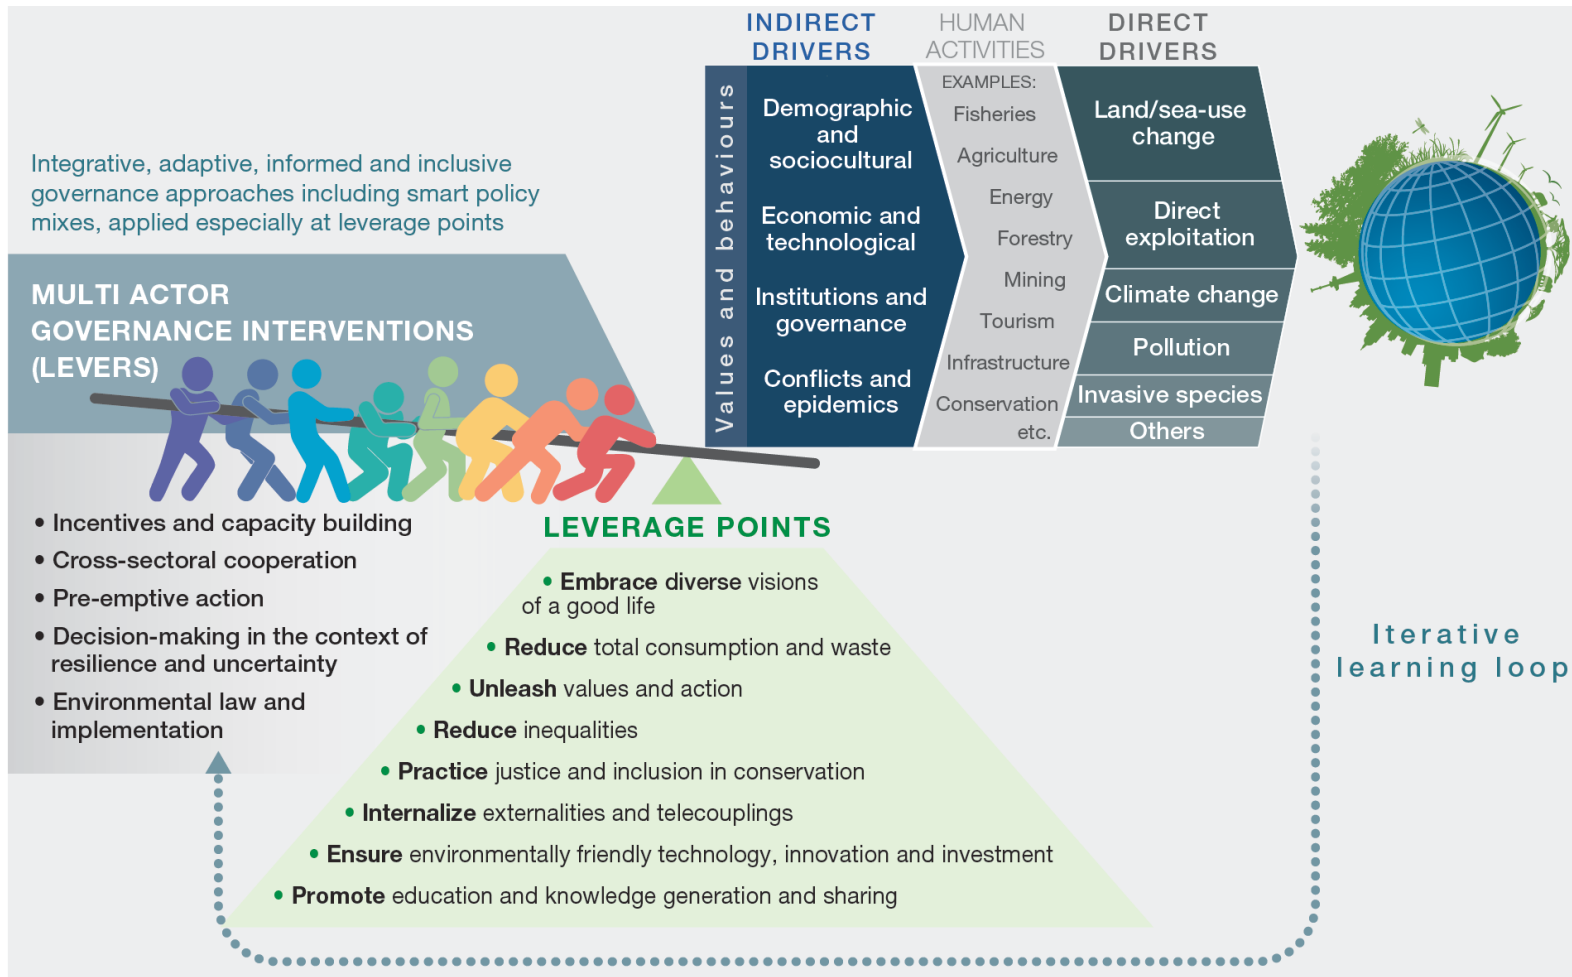 INDIRECT
DRIVERS
HUMAN
ACTIVITIES
DIRECT
DRIVERS
Values and behaviours
Demographic
and
sociocultural
Economic and
technological
Institutions and
governance
Conflicts and
epidemics
EXAMPLES:
Fisheries
Agriculture
Energy
Forestry
Mining
Tourism
Infrastructure
Conservation
etc.
Land/sea-use
change
Direct
exploitation
Climate change
Pollution
Invasive species
Others
Integrative, adaptive, informed and inclusive
governance approaches including smart policy
mixes, applied especially at leverage points
MULTI ACTOR
GOVERNANCE INTERVENTIONS
(LEVERS)
• Incentives and capacity building
• Cross-sectoral cooperation
• Pre-emptive action
• Decision-making in the context of
resilience and uncertainty
• Environmental law and
implementation
LEVERAGE POINTS
• Embrace diverse visions
of a good life
• Reduce total consumption and waste
• Unleash values and action
• Reduce inequalities
• Practice justice and inclusion in conservation
• Internalize externalities and telecouplings
• Ensure environmentally friendly technology, innovation and investment
• Promote education and knowledge generation and sharing
Iterative
learning loop